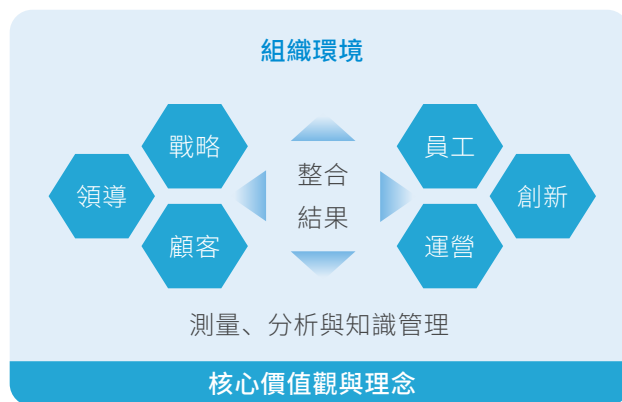 組織環境
戰略
領導
顧客
整合
結果
員工
創新
運營
測量、分析與知識管理
核心價值觀與理念